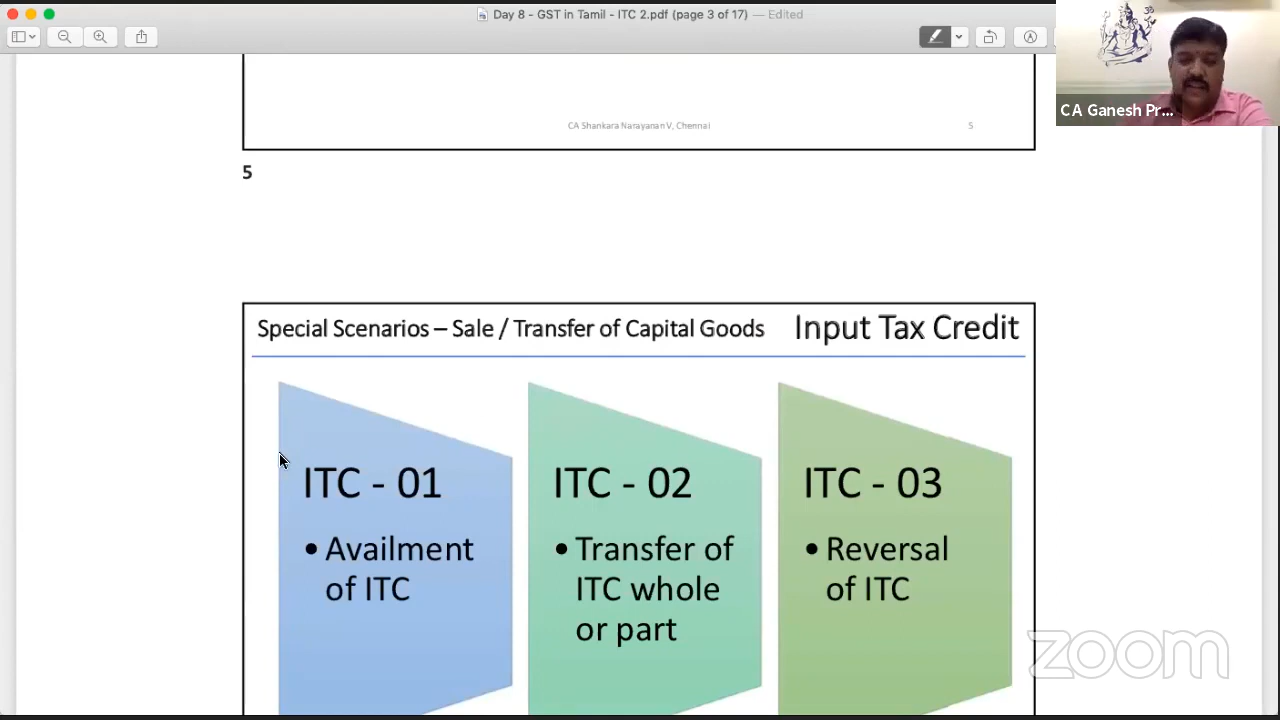 Day 8 - GST in Tamil - ITC 2.pdf (page 3 of 17) — Edited
CA Ganesh Pr...
CA Shankara Narayanan V, Chennai
5
5
Special Scenarios – Sale / Transfer of Capital Goods
Input Tax Credit
ITC - 01
• Availment
of ITC
ITC - 02
• Transfer of
ITC whole
or part
ITC - 03
• Reversal
of ITC
zoom